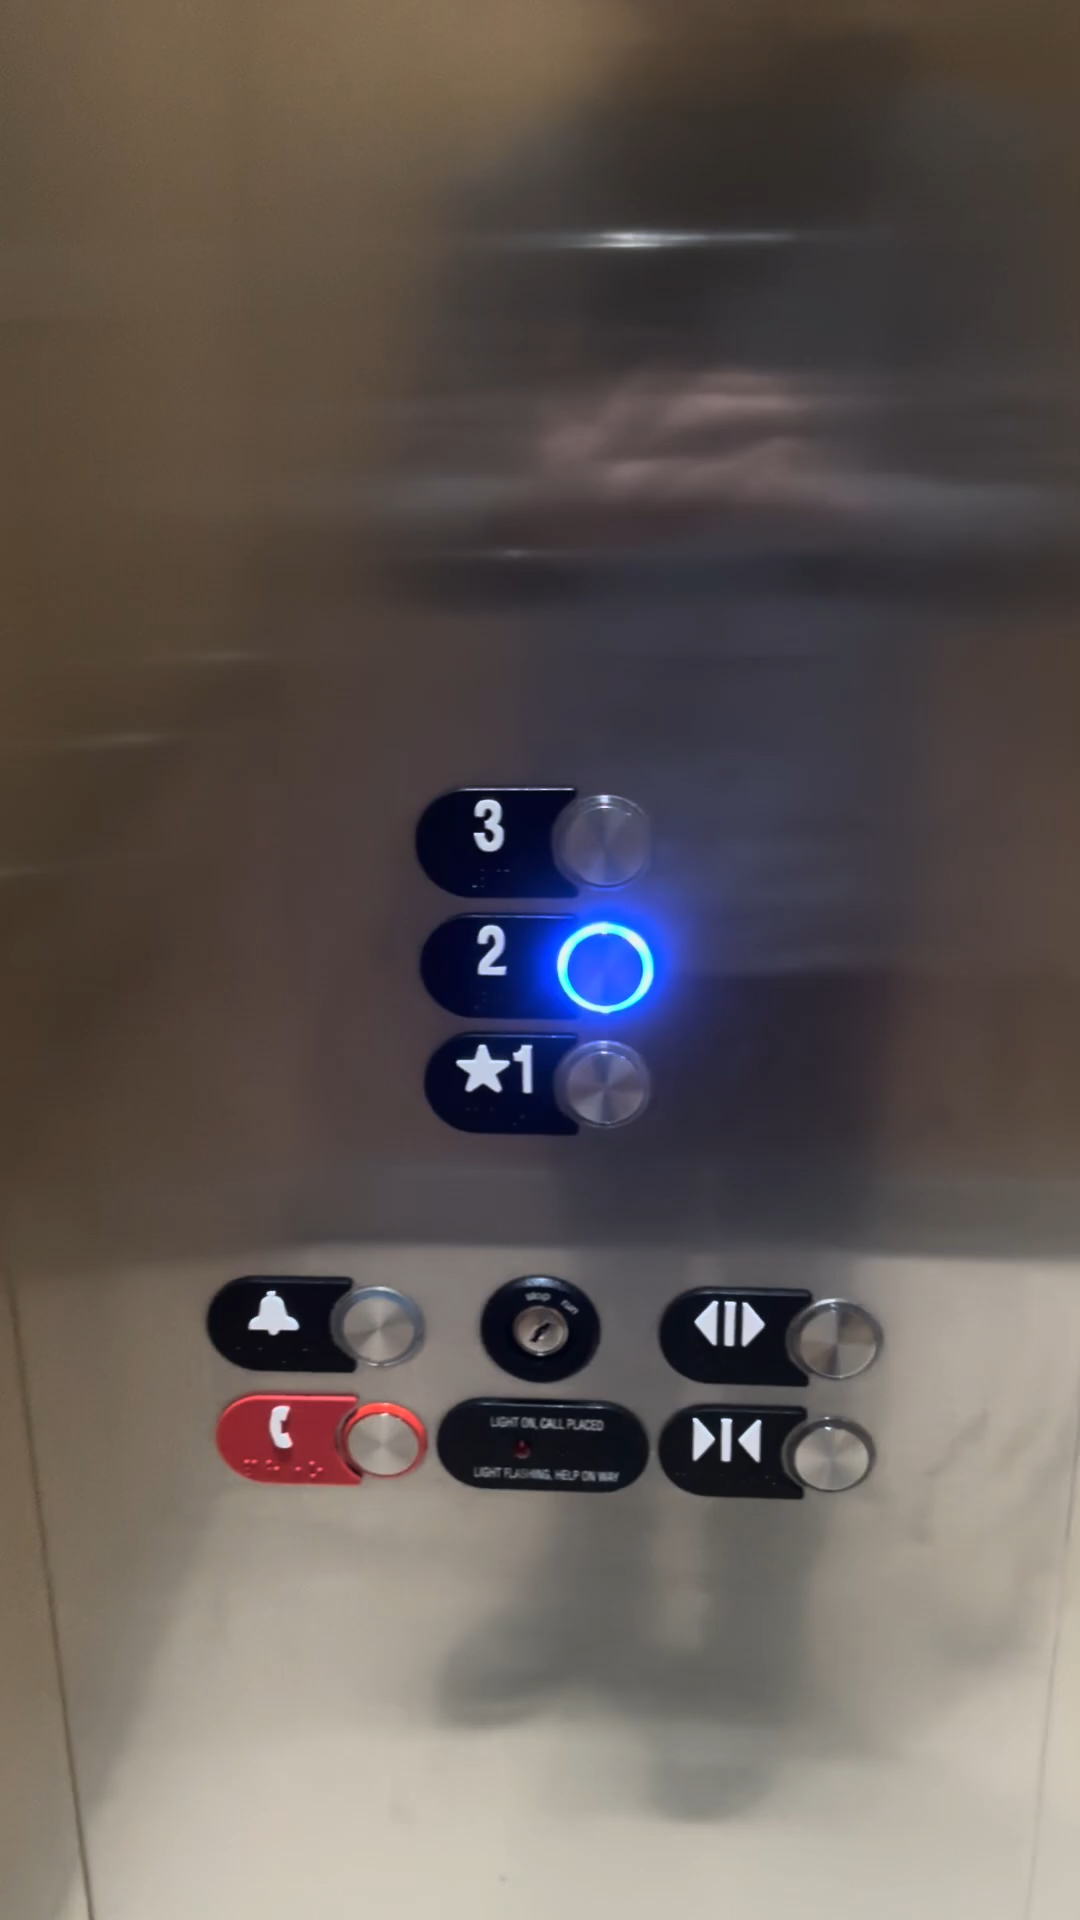 3
2
★1
stop run
LIGHT ON, CALL PLACED
LIGHT FLASHING, HELP ON WAY